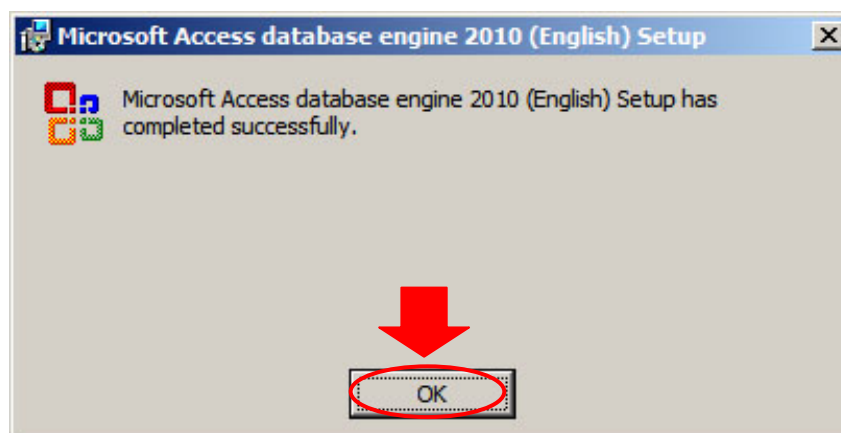 Microsoft Access database engine 2010 (English) Setup
Microsoft Access database engine 2010 (English) Setup has
completed successfully.
OK